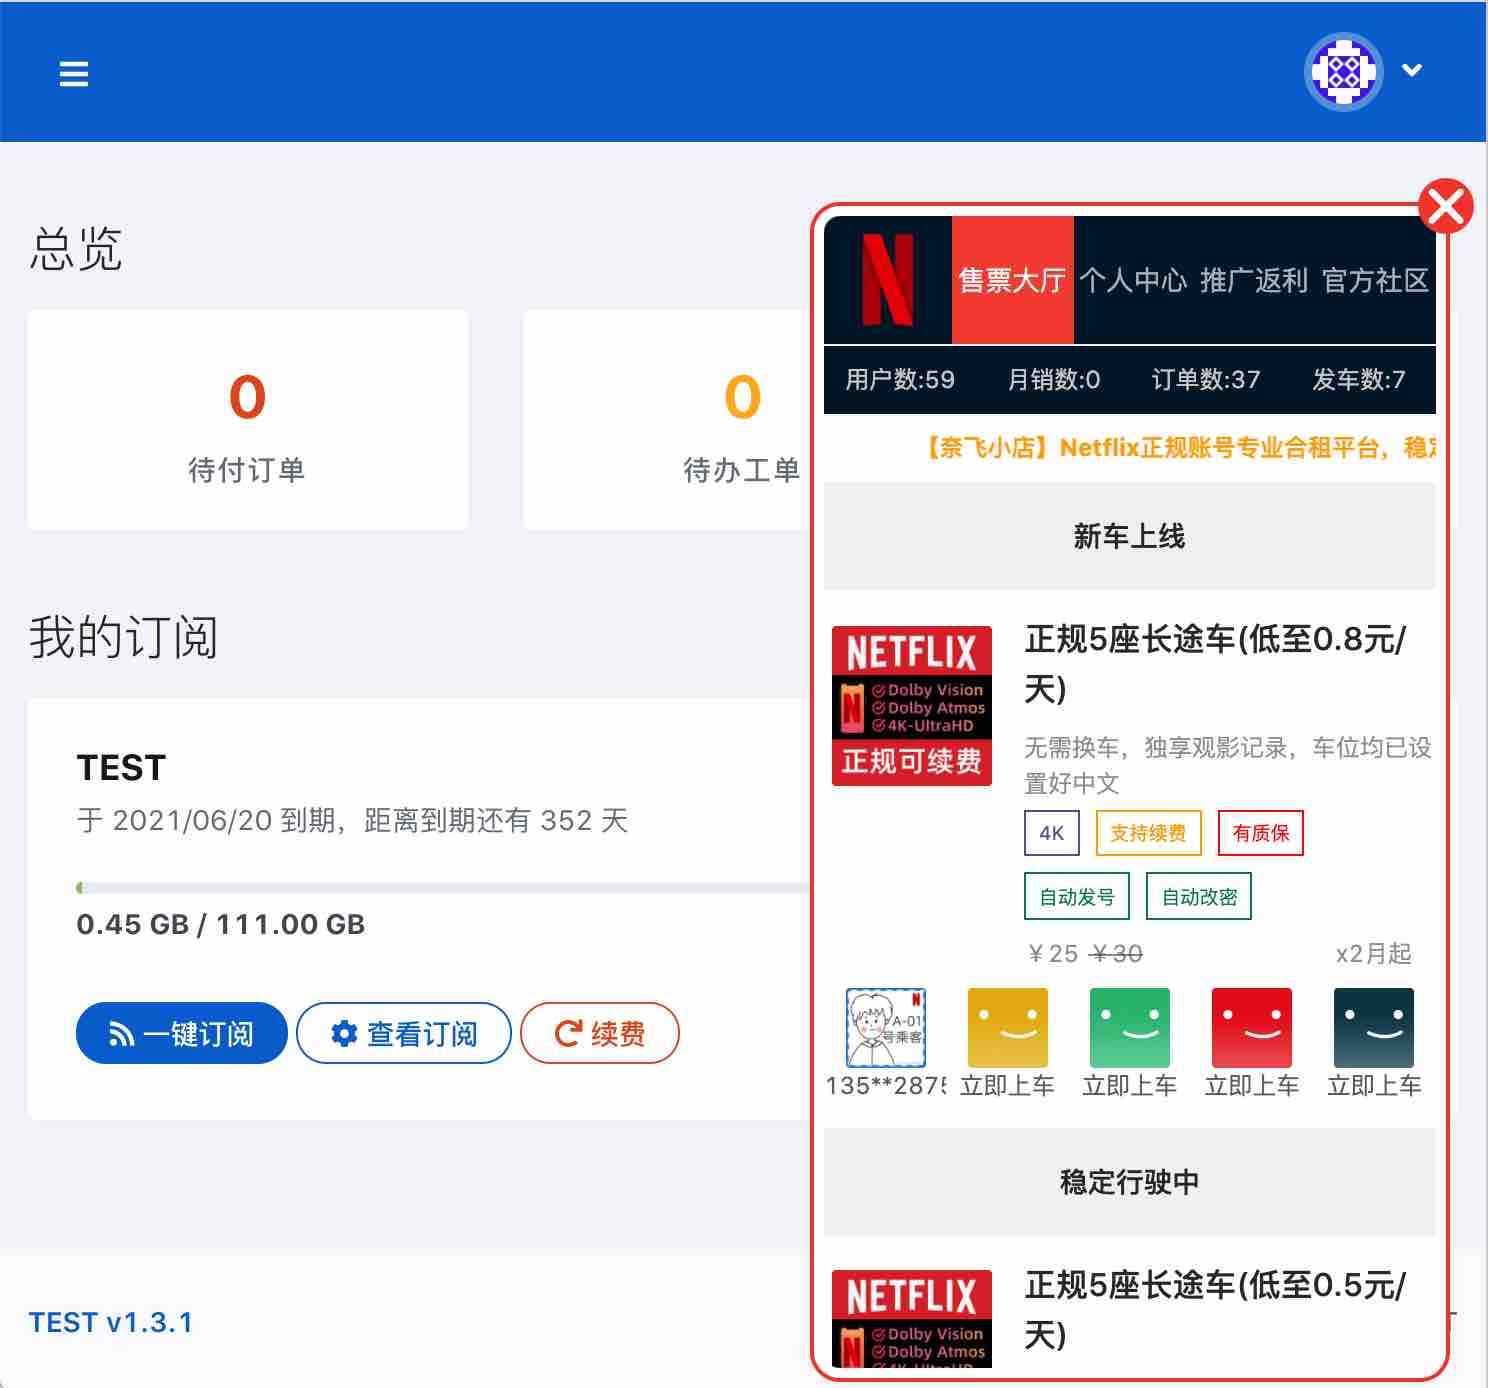 总览
0
待付订单
0
待办工单
我的订阅
TEST
于 2021/06/20 到期，距离到期还有 352 天
0.45 GB / 111.00 GB
一键订阅
查看订阅
续费
TEST v1.3.1
N
售票大厅 个人中心 推广返利 官方社区
用户数:59 月销数:0 订单数:37 发车数:7
【奈飞小店】Netflix正规账号专业合租平台，稳定
新车上线
NETFLIX
N
Dolby Vision
Dolby Atmos
4K-UltraHD
正规可续费
正规5座长途车(低至0.8元/
天)
无需换车，独享观影记录，车位均已设
置好中文
4K 支持续费 有质保
自动发号 自动改密
￥25 ￥30 x2月起
N
A-01
号乘客
135**2875 立即上车 立即上车 立即上车 立即上车
稳定行驶中
NETFLIX
N
Dolby Vision
Dolby Atmos
4K-UltraHD
正规5座长途车(低至0.5元/
天)